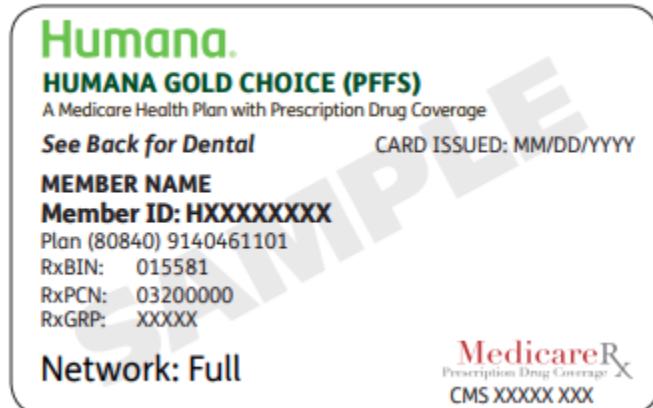 Humana.
HUMANA GOLD CHOICE (PFFS)
A Medicare Health Plan with Prescription Drug Coverage
See Back for Dental CARD ISSUED: MM/DD/YYYY
MEMBER NAME
Member ID: HXXXXXXXX
Plan (80840) 9140461101
RxBIN: 015581
RxPCN: 03200000
RxGRP: XXXXX
SAMPLE
Network: Full
MedicareRx
Prescription Drug Coverage
CMS XXXXX XXX